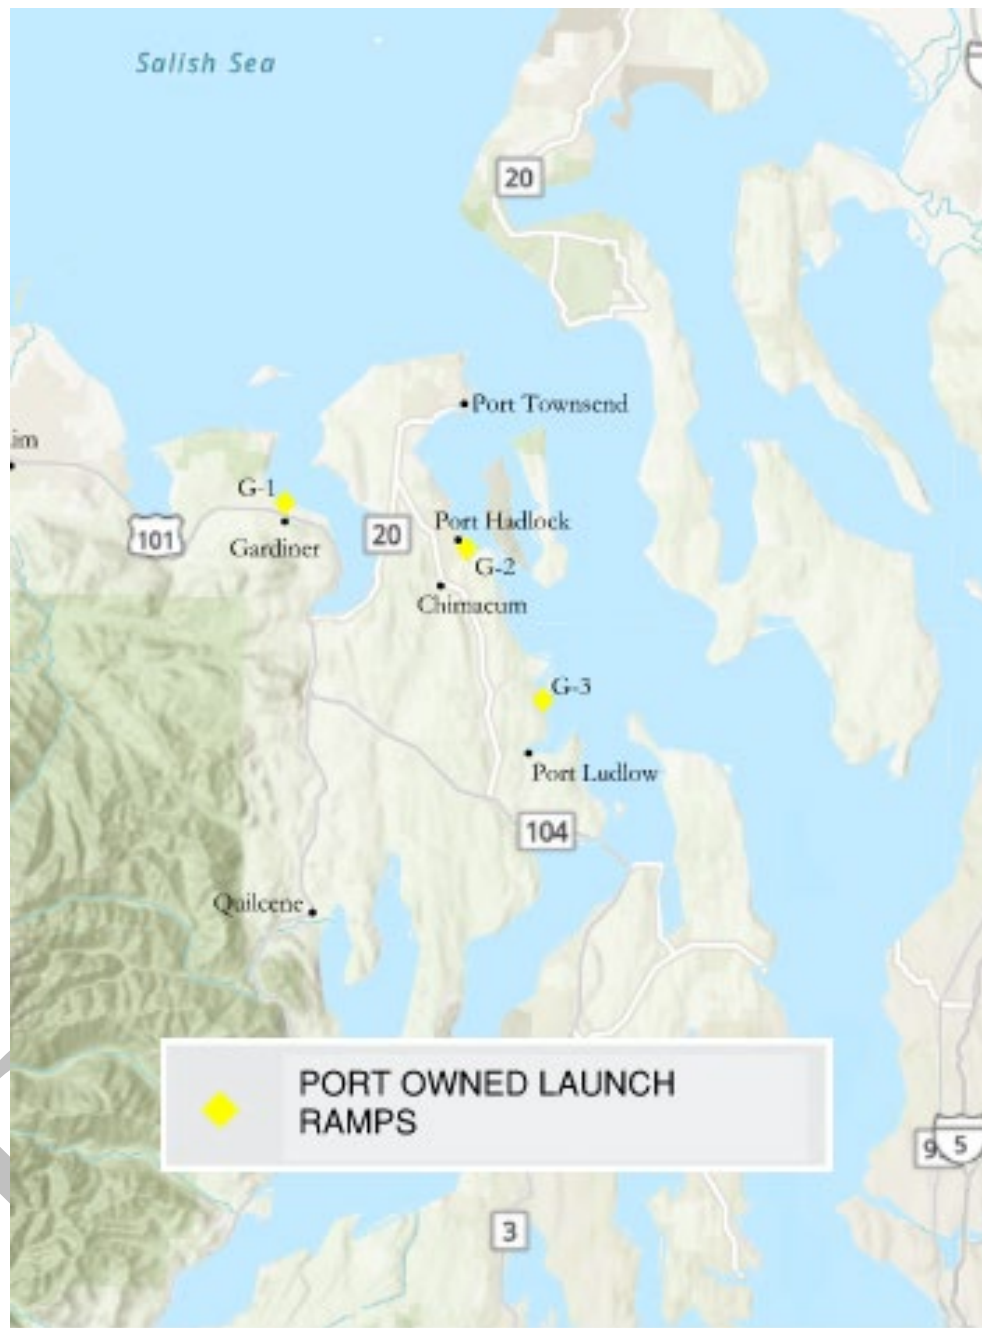 Salish Sea
20
Port Townsend
im
G-1
101
Gardiner
20
Port Hadlock
G-2
Chimacum
G-3
Port Ludlow
104
Quilcene
PORT OWNED LAUNCH
RAMPS
5
3